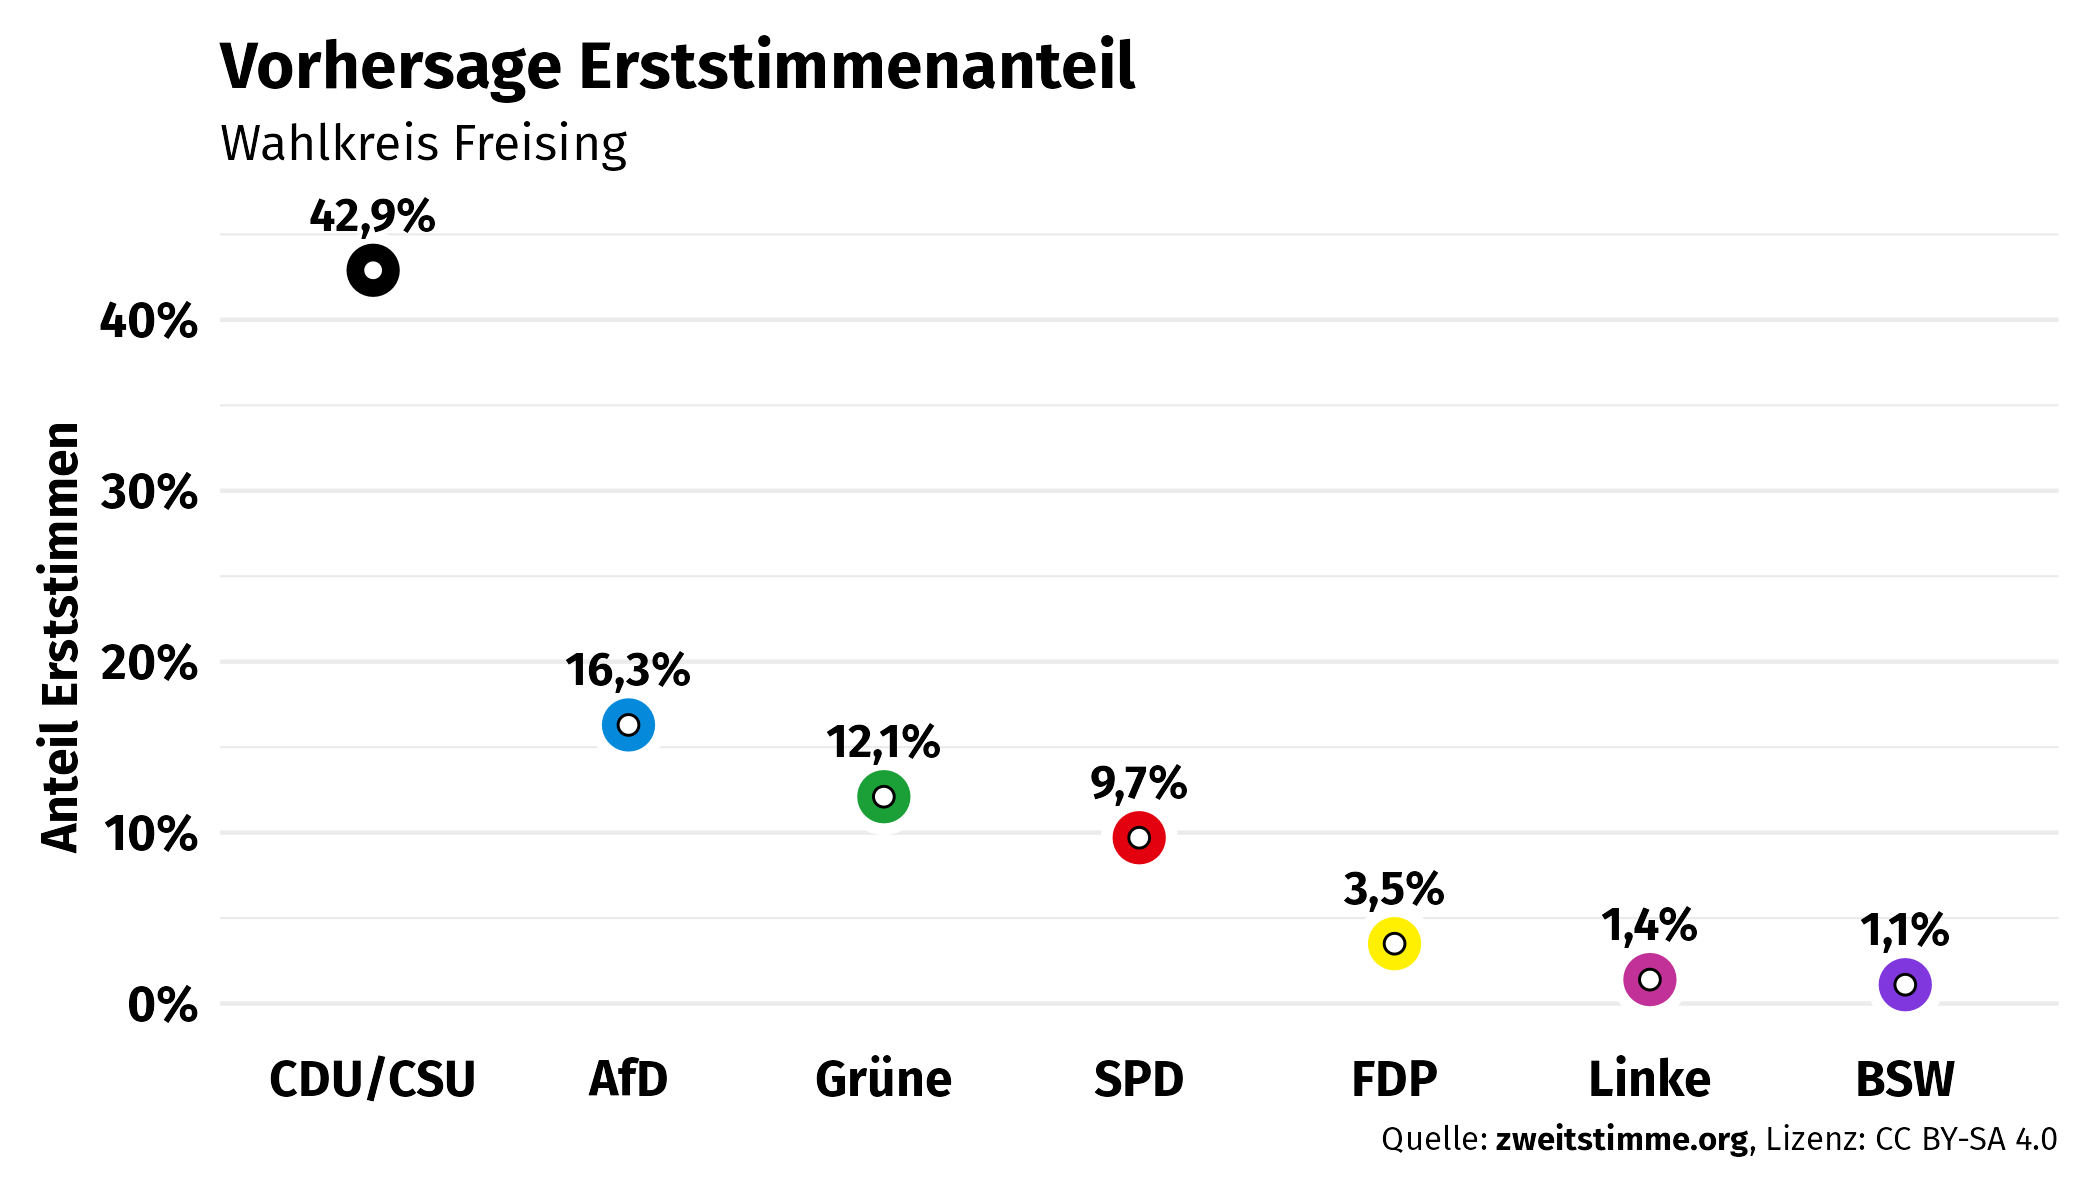 Vorhersage Erststimmenanteil
Wahlkreis Freising
42,9%
40%
30%
20%
10%
0%
Anteil Erststimmen
16,3%
12,1%
9,7%
3,5%
1,4%
1,1%
CDU/CSU AfD Grüne SPD FDP Linke BSW
Quelle: zweitstimme.org, Lizenz: CC BY-SA 4.0